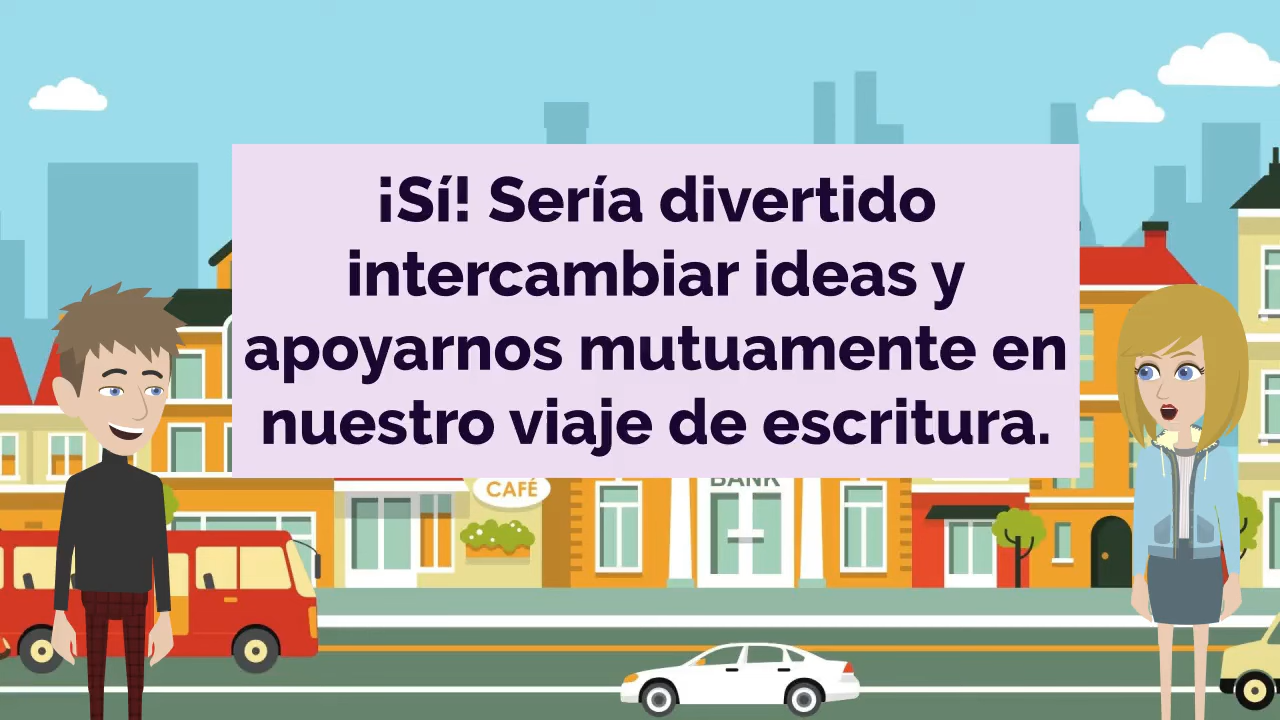 ¡Sí! Sería divertido
intercambiar ideas y
apoyarnos mutuamente en
nuestro viaje de escritura.
CAFÉ
BANK